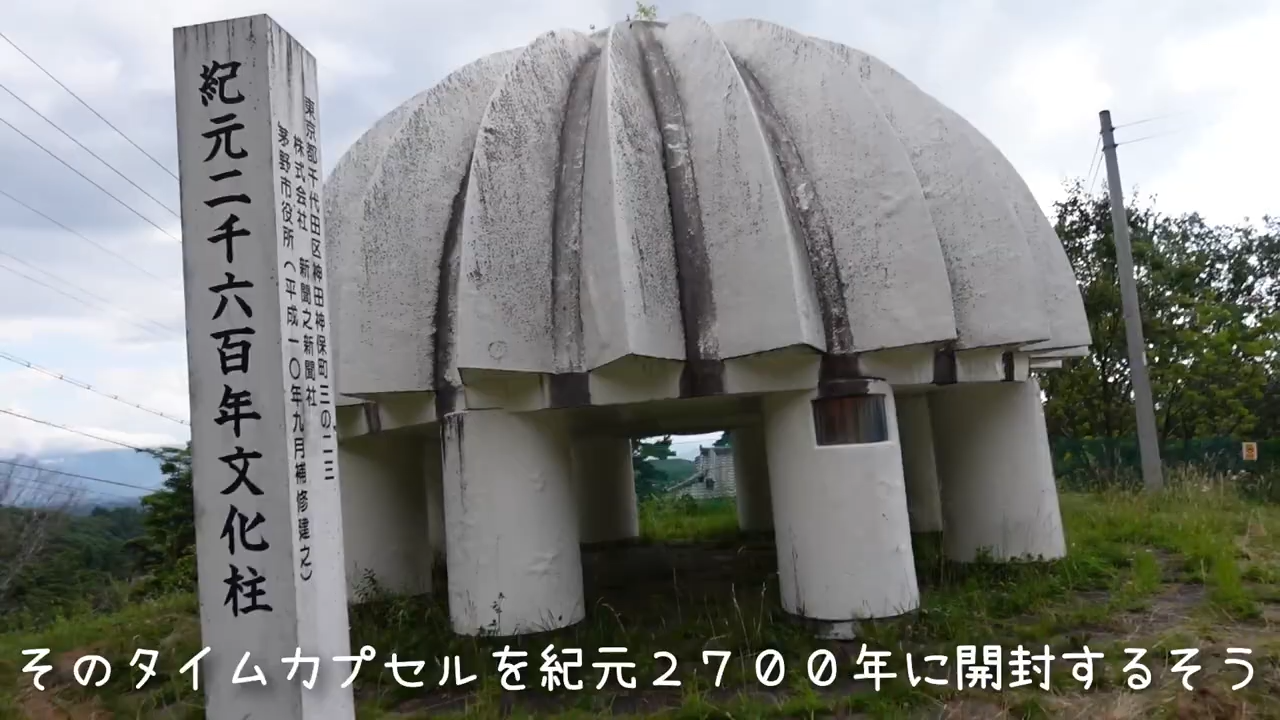 紀元二千六百年文化柱
東京都千代田区神田神保町三の二三
株式会社 新聞之新聞社
茅野市役所(平成一〇年九月補修建之)
そのタイムカプセルを紀元2700年に開封するそう